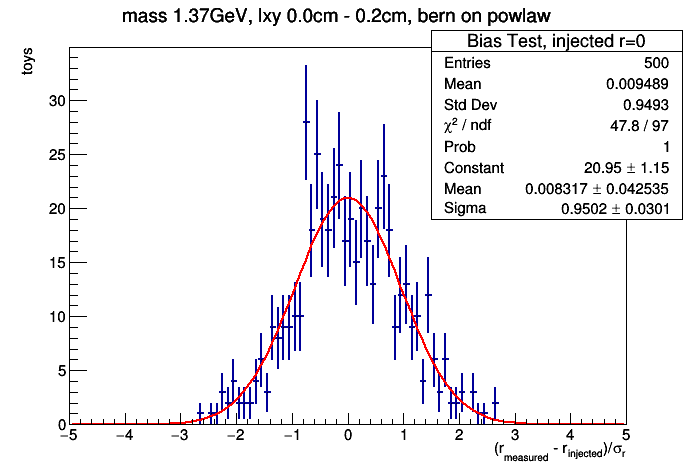 mass 1.37GeV, lxy 0.0cm - 0.2cm, bern on powlaw
Bias Test, injected r=0
Entries 500
Mean 0.009489
Std Dev 0.9493
χ² / ndf 47.8 / 97
Prob 1
Constant 20.95 ± 1.15
Mean 0.008317 ± 0.042535
Sigma 0.9502 ± 0.0301
toys
30
25
20
15
10
5
0
−5 −4 −3 −2 −1 0 1 2 3 4 5
(r_measured - r_injected)/σ_r